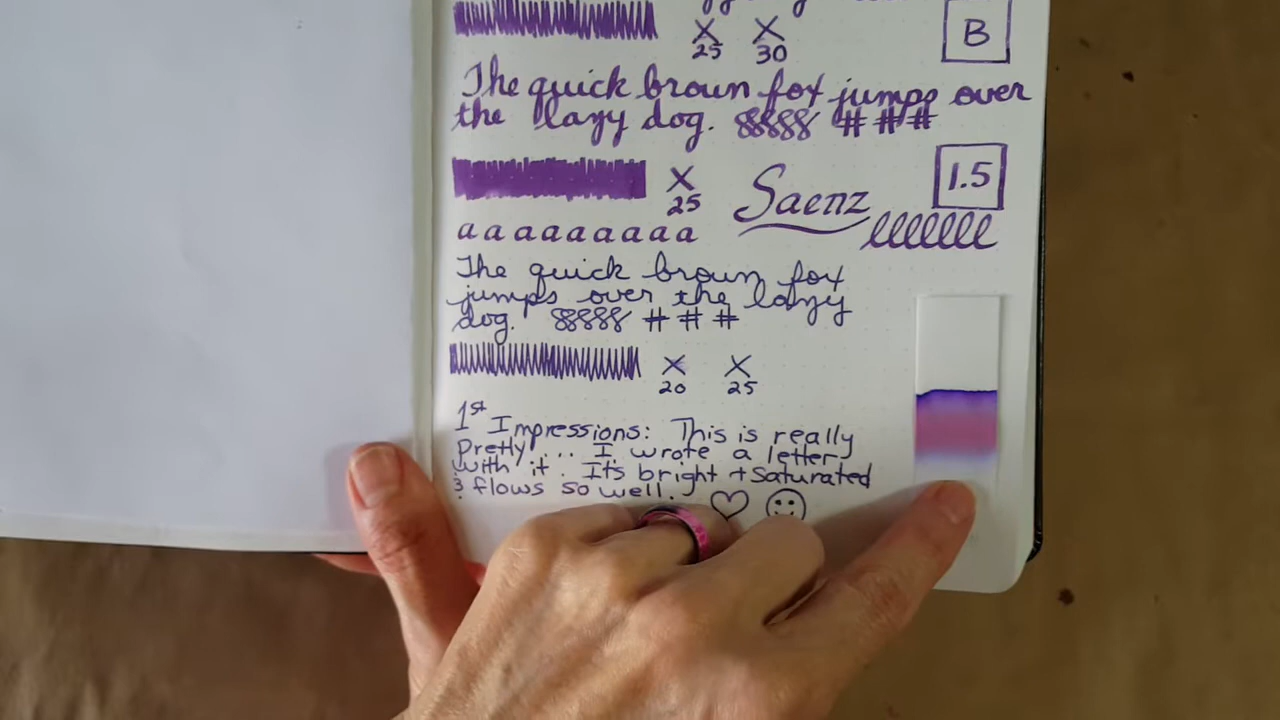 X X
25 30
B
The quick brown fox jumps over
the lazy dog. 88888 # # #
X
25
Saenz
1.5
a a a a a a a a a
llllllll
The quick brown fox
jumps over the lazy
dog. 88888 # # #
X X
20 25
1st Impressions: This is really
pretty!... I wrote a letter
with it. It's bright + saturated
& flows so well.